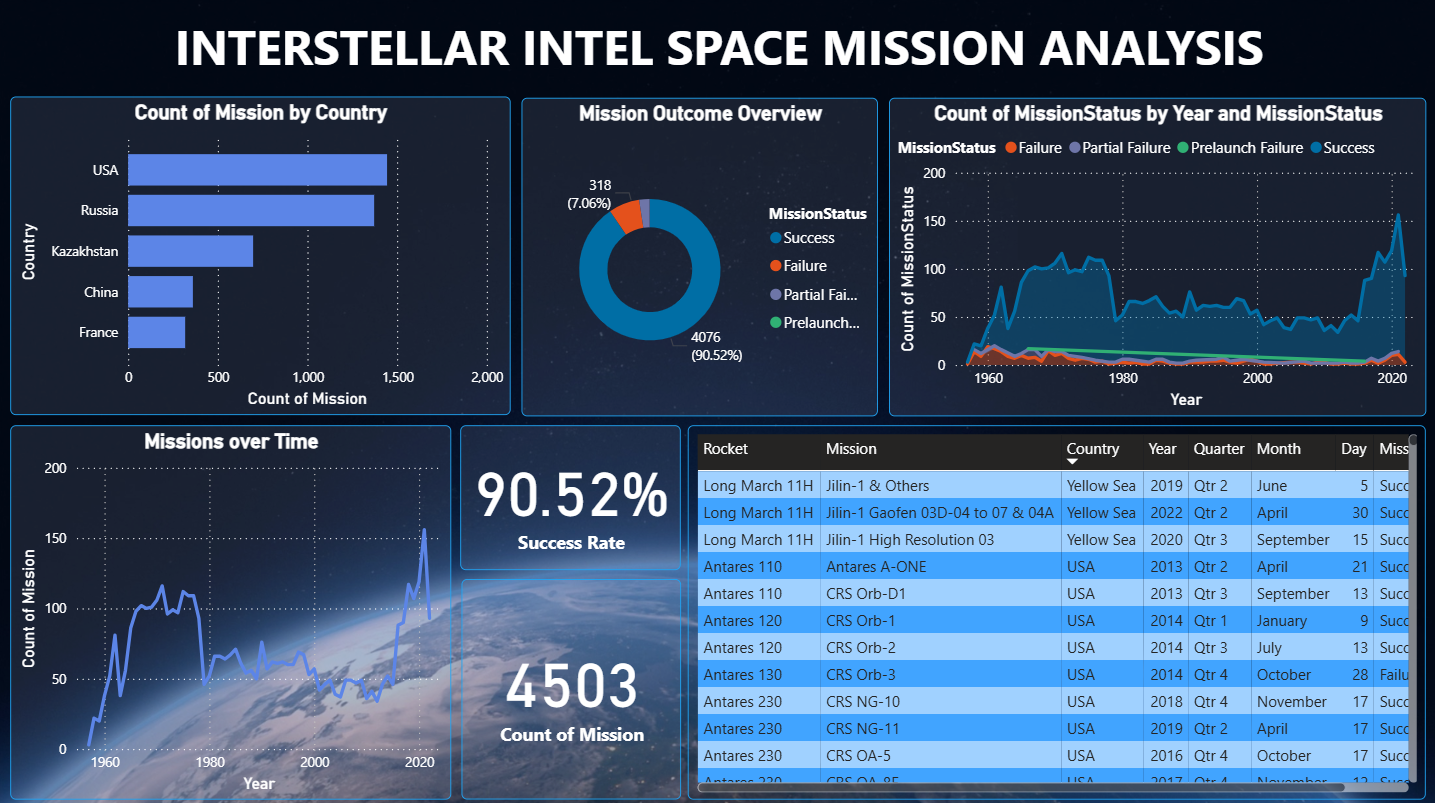 INTERSTELLAR INTEL SPACE MISSION ANALYSIS
Count of Mission by Country
Country
USA
Russia
Kazakhstan
China
France
0 500 1,000 1,500 2,000
Count of Mission
Mission Outcome Overview
318
(7.06%)
4076
(90.52%)
MissionStatus
Success
Failure
Partial Fai...
Prelaunch...
Count of MissionStatus by Year and MissionStatus
MissionStatus Failure Partial Failure Prelaunch Failure Success
Count of MissionStatus
200
150
100
50
0
1960 1980 2000 2020
Year
Missions over Time
Count of Mission
200
150
100
50
0
1960 1980 2000 2020
Year
90.52%
Success Rate
4503
Count of Mission
Rocket Mission Country Year Quarter Month Day Miss
Long March 11H Jilin-1 & Others Yellow Sea 2019 Qtr 2 June 5 Succ
Long March 11H Jilin-1 Gaofen 03D-04 to 07 & 04A Yellow Sea 2022 Qtr 2 April 30 Succ
Long March 11H Jilin-1 High Resolution 03 Yellow Sea 2020 Qtr 3 September 15 Succ
Antares 110 Antares A-ONE USA 2013 Qtr 2 April 21 Succ
Antares 110 CRS Orb-D1 USA 2013 Qtr 3 September 13 Succ
Antares 120 CRS Orb-1 USA 2014 Qtr 1 January 9 Succ
Antares 120 CRS Orb-2 USA 2014 Qtr 3 July 13 Succ
Antares 130 CRS Orb-3 USA 2014 Qtr 4 October 28 Failu
Antares 230 CRS NG-10 USA 2018 Qtr 4 November 17 Succ
Antares 230 CRS NG-11 USA 2019 Qtr 2 April 17 Succ
Antares 230 CRS OA-5 USA 2016 Qtr 4 October 17 Succ
Antares 230 CRS OA-8E USA 2017 Qtr 4 November 12 Succ